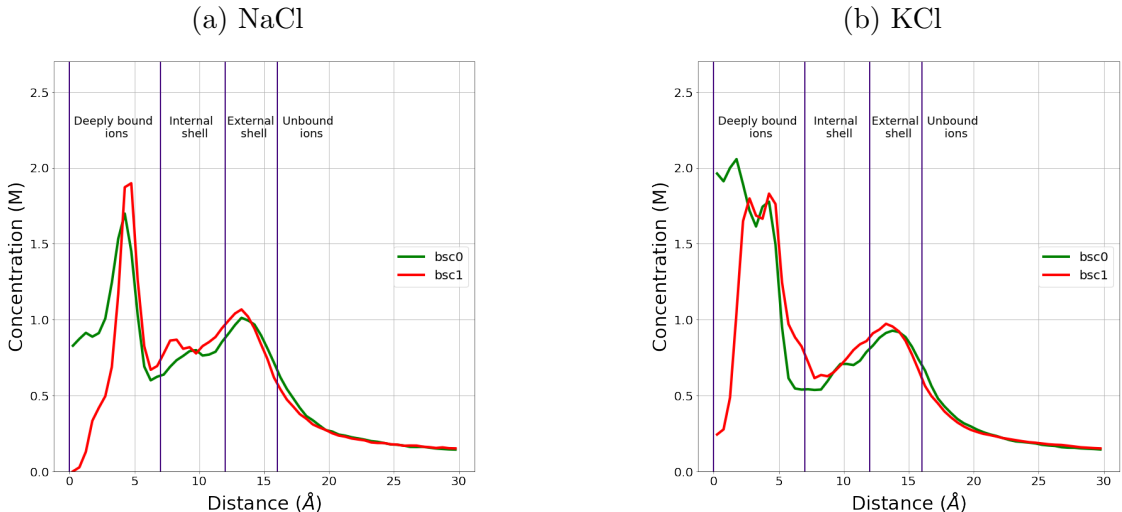 (a) NaCl
Concentration (M)
2.5
2.0
1.5
1.0
0.5
0.0
Deeply bound
ions
Internal
shell
External
shell
Unbound
ions
bsc0
bsc1
0 5 10 15 20 25 30
Distance (Å)
(b) KCl
Concentration (M)
2.5
2.0
1.5
1.0
0.5
0.0
Deeply bound
ions
Internal
shell
External
shell
Unbound
ions
bsc0
bsc1
0 5 10 15 20 25 30
Distance (Å)